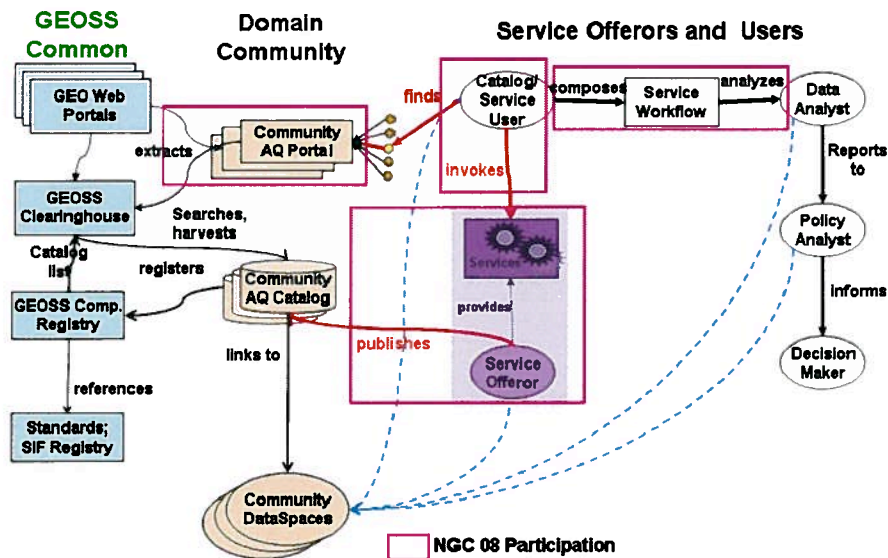 GEOSS
Common
Domain
Community
Service Offerors and Users
GEO Web
Portals
extracts
Community
AQ Portal
finds
Catalog/
Service
User
composes
Service
Workflow
analyzes
Data
Analyst
invokes
Reports
to
GEOSS
Clearinghouse
Searches,
harvests
Catalog
list
registers
Community
AQ Catalog
Services
Policy
Analyst
GEOSS Comp.
Registry
provides
informs
links to
publishes
Service
Offeror
Decision
Maker
references
Standards;
SIF Registry
Community
DataSpaces
NGC 08 Participation